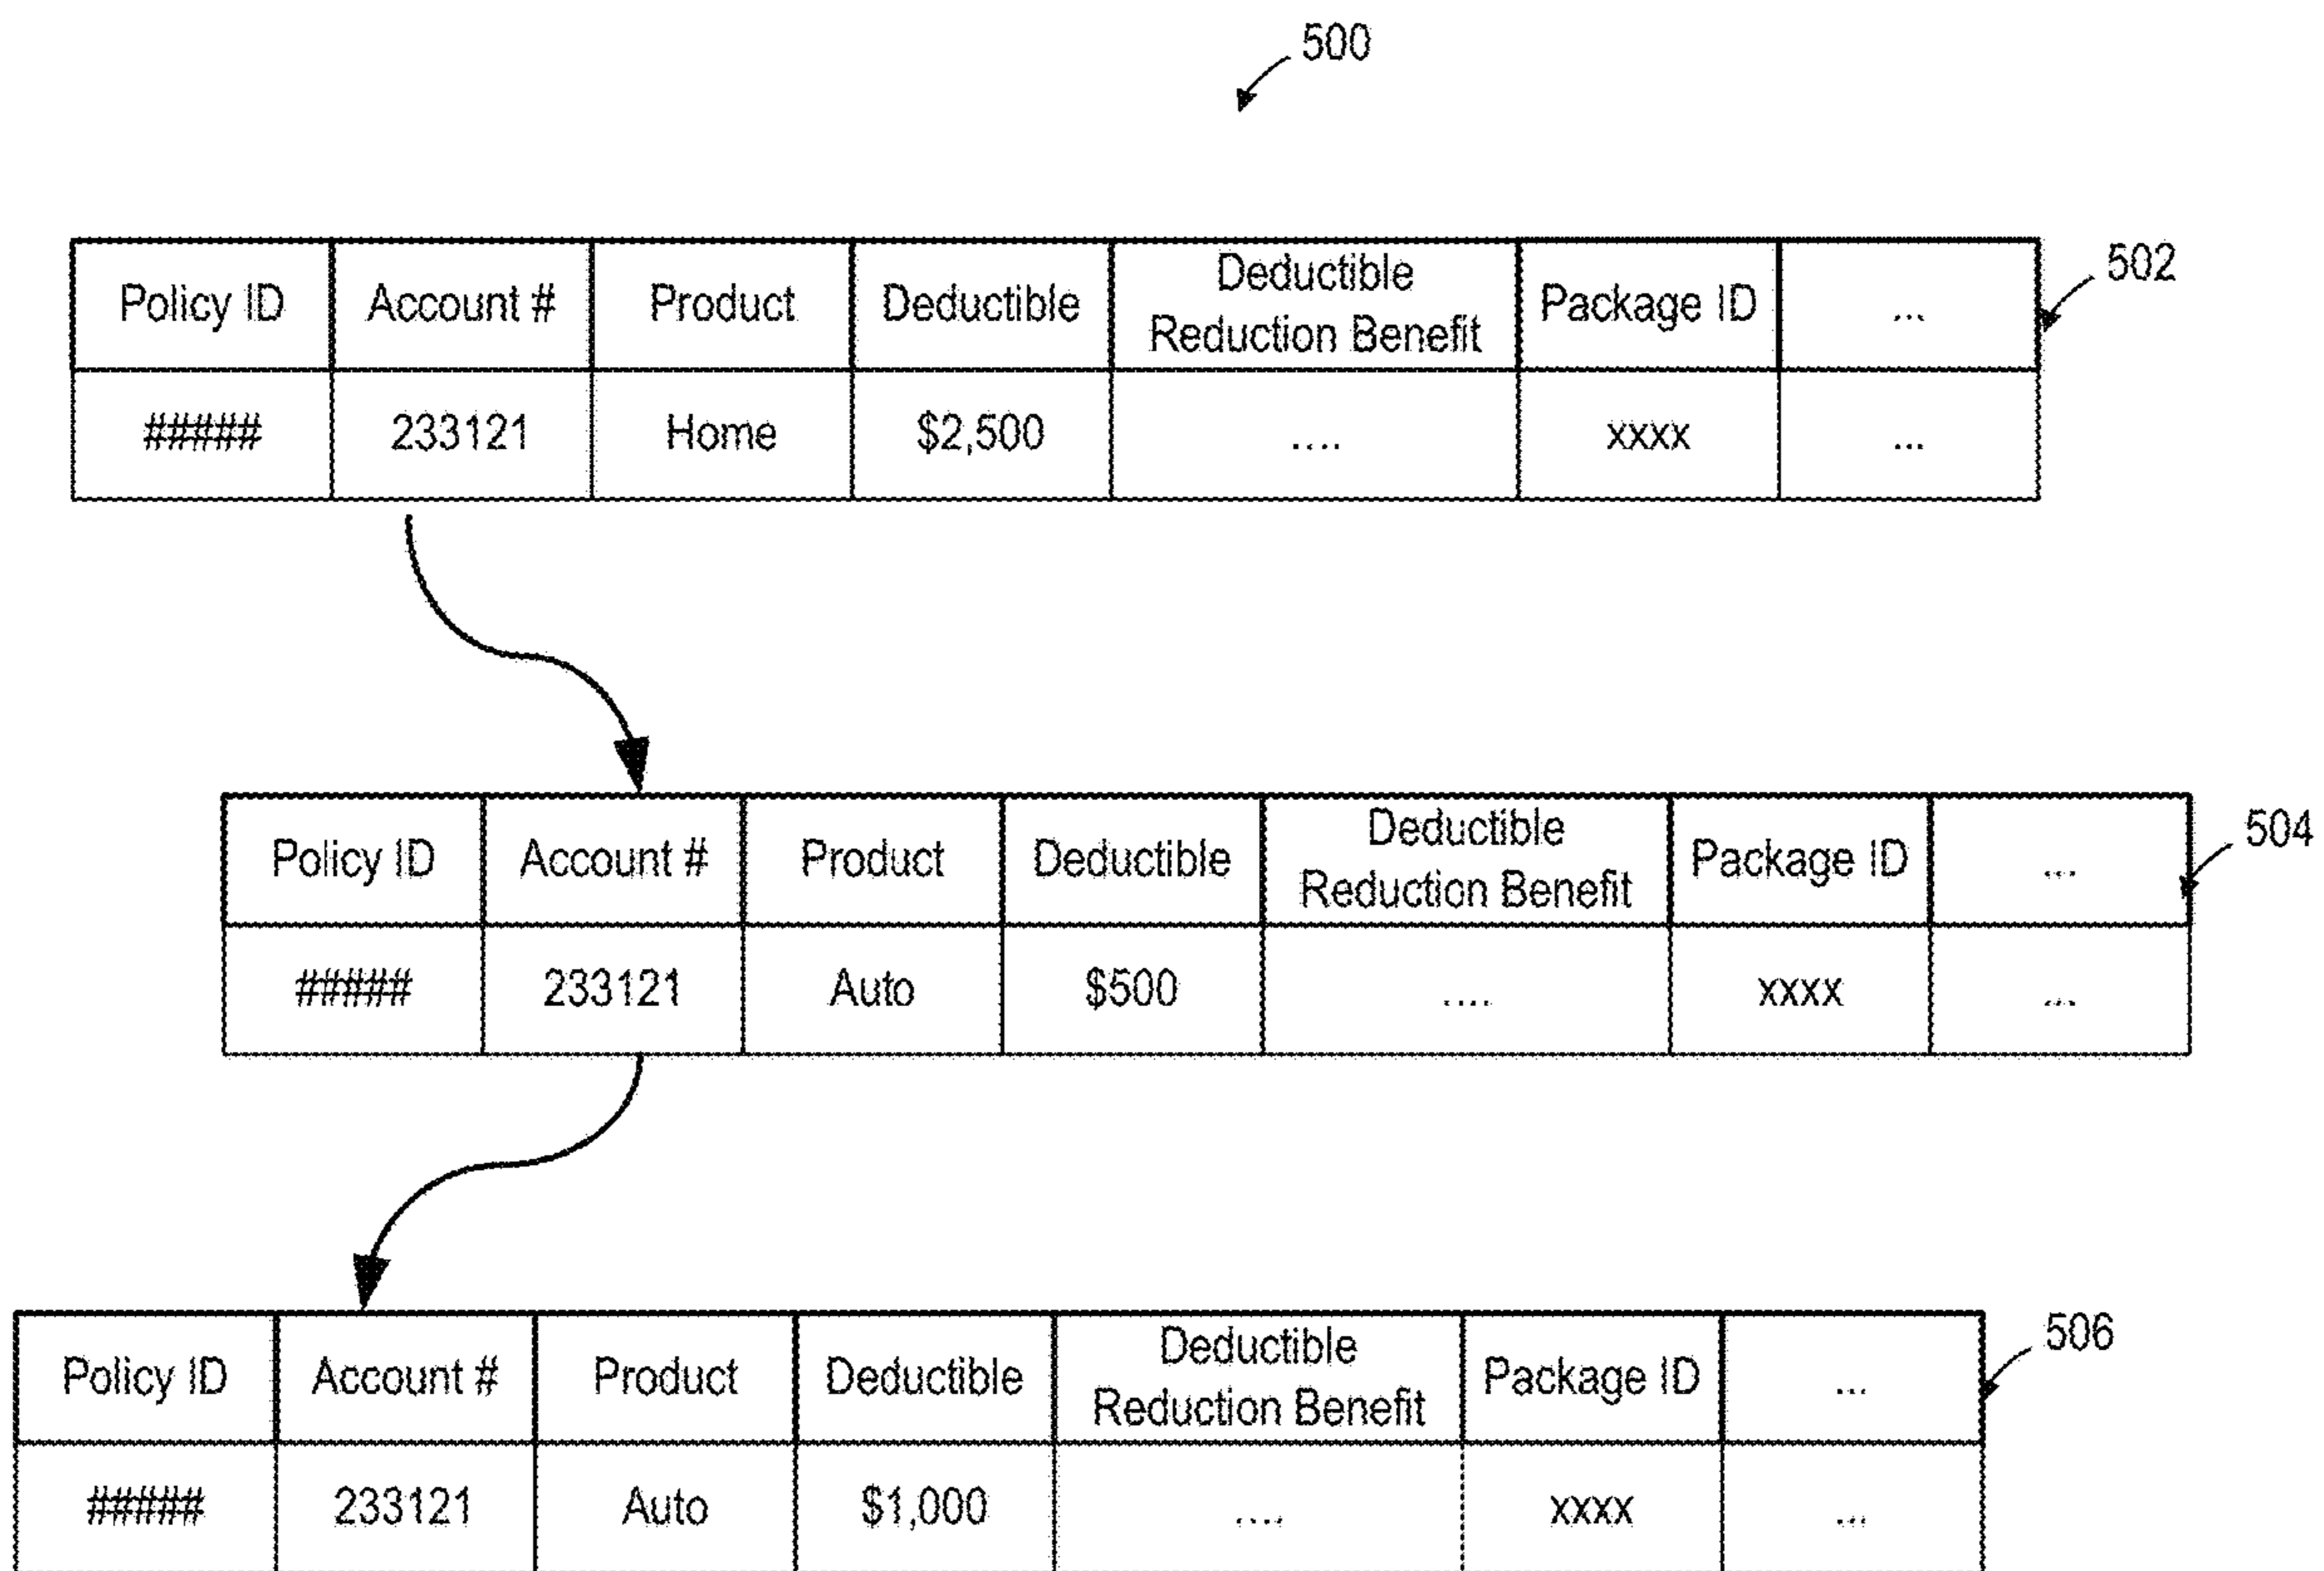 500
Policy ID Account # Product Deductible Deductible Reduction Benefit Package ID ...
502
##### 233121 Home $2,500 .... xxxx ...
Policy ID Account # Product Deductible Deductible Reduction Benefit Package ID ...
504
##### 233121 Auto $500 .... xxxx ...
Policy ID Account # Product Deductible Deductible Reduction Benefit Package ID ...
506
##### 233121 Auto $1,000 .... xxxx ...